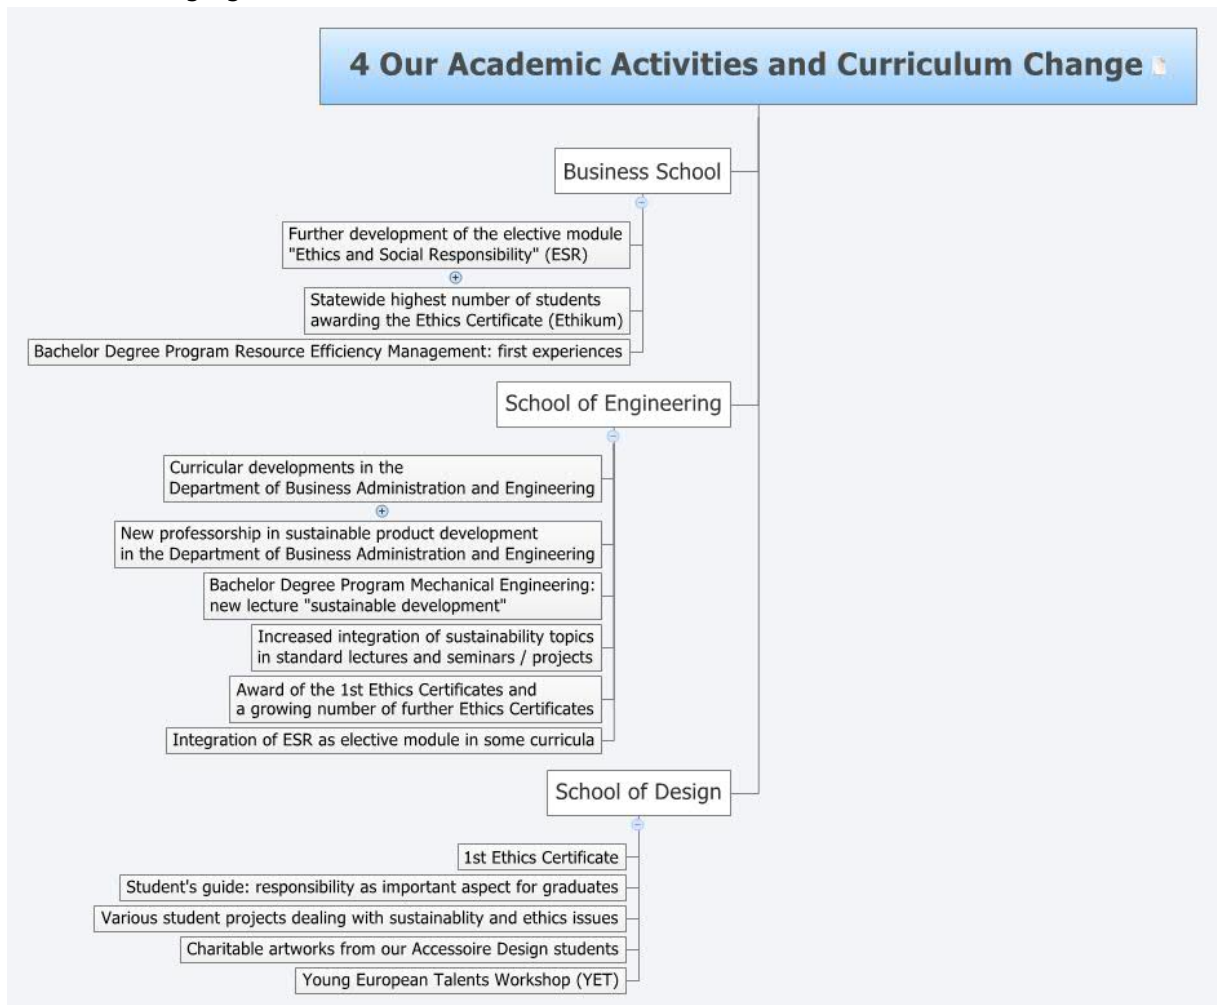 4 Our Academic Activities and Curriculum Change
Business School
Further development of the elective module
"Ethics and Social Responsibility" (ESR)
Statewide highest number of students
awarding the Ethics Certificate (Ethikum)
Bachelor Degree Program Resource Efficiency Management: first experiences
School of Engineering
Curricular developments in the
Department of Business Administration and Engineering
New professorship in sustainable product development
in the Department of Business Administration and Engineering
Bachelor Degree Program Mechanical Engineering:
new lecture "sustainable development"
Increased integration of sustainability topics
in standard lectures and seminars / projects
Award of the 1st Ethics Certificates and
a growing number of further Ethics Certificates
Integration of ESR as elective module in some curricula
School of Design
1st Ethics Certificate
Student's guide: responsibility as important aspect for graduates
Various student projects dealing with sustainablity and ethics issues
Charitable artworks from our Accessoire Design students
Young European Talents Workshop (YET)